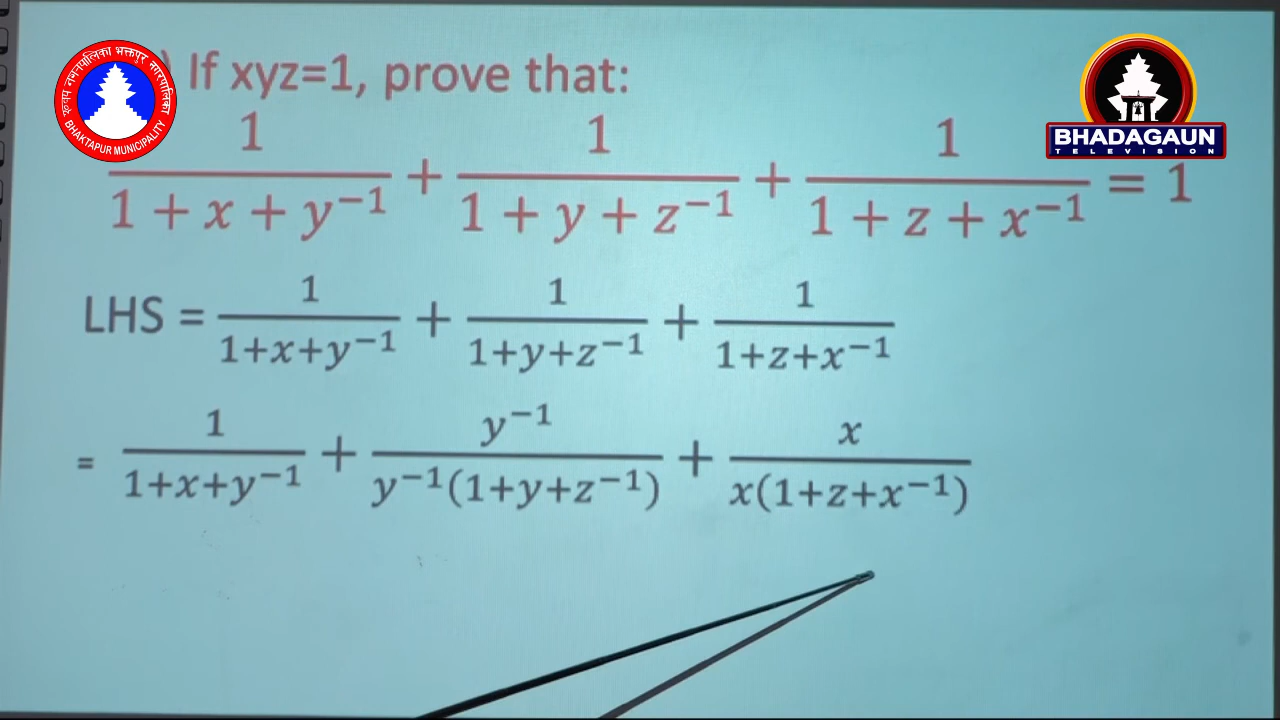 ) If xyz=1, prove that:
1/(1 + x + y⁻¹) + 1/(1 + y + z⁻¹) + 1/(1 + z + x⁻¹) = 1
LHS = 1/(1+x+y⁻¹) + 1/(1+y+z⁻¹) + 1/(1+z+x⁻¹)
= 1/(1+x+y⁻¹) + y⁻¹/(y⁻¹(1+y+z⁻¹)) + x/(x(1+z+x⁻¹))
BHAKTAPUR MUNICIPALITY
BHADAGAUN
TELEVISION